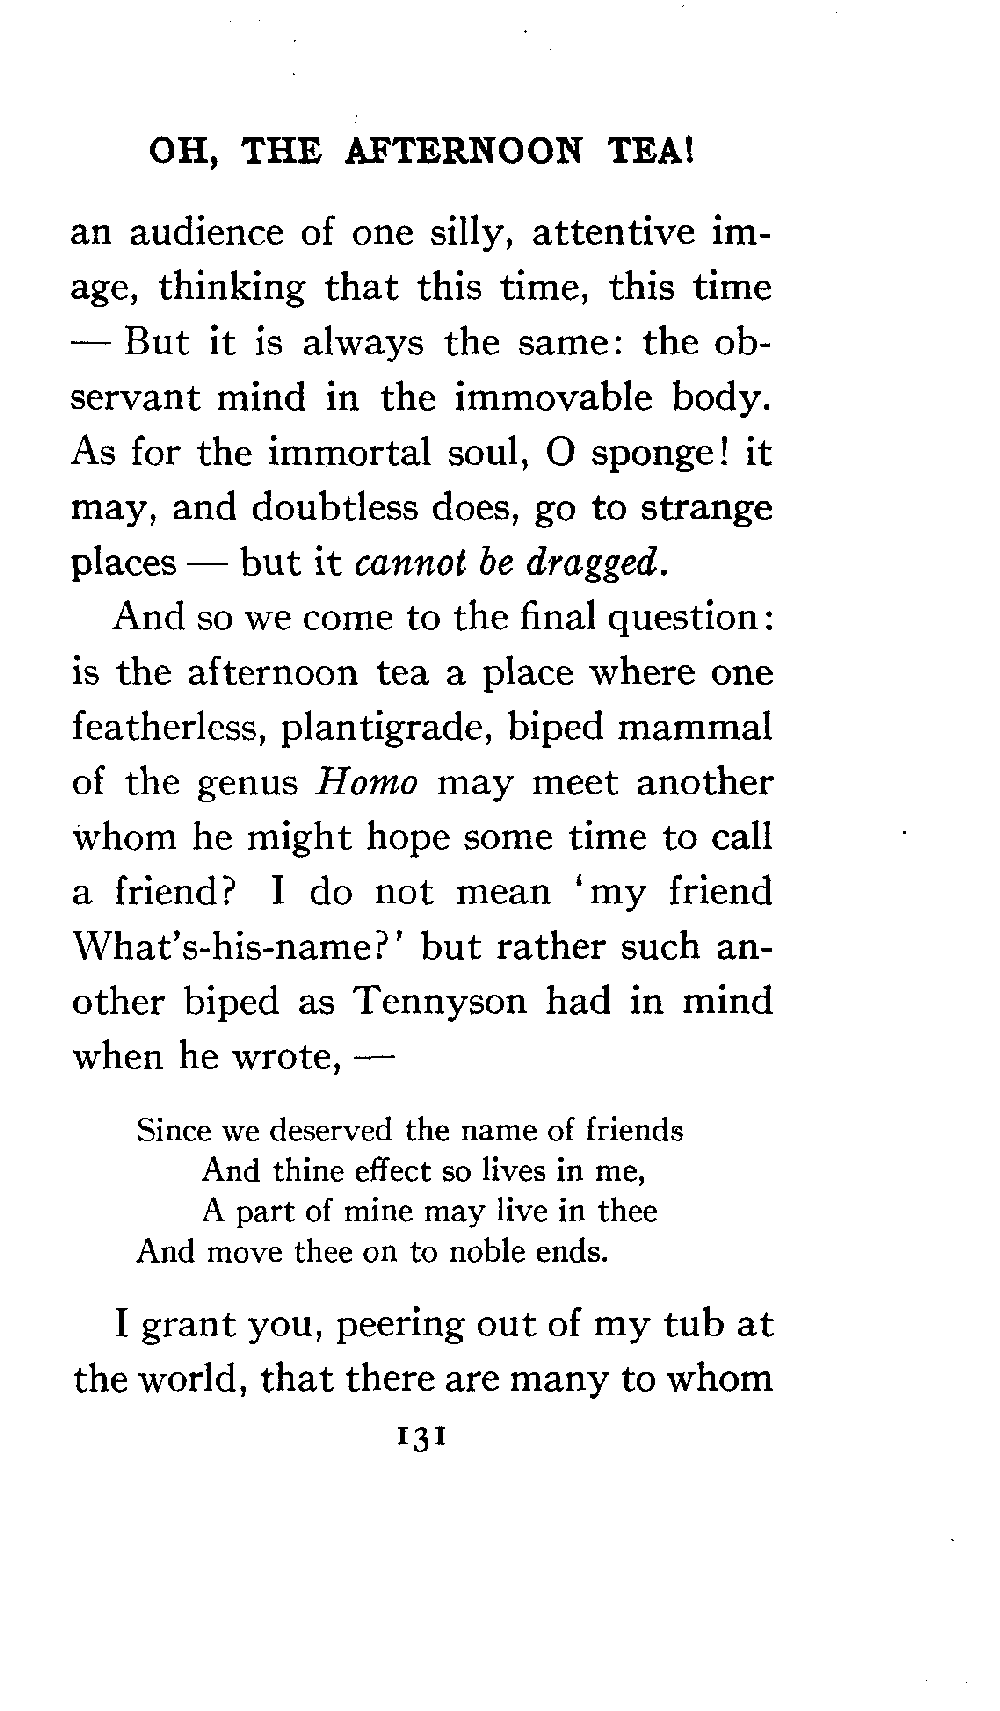 OH, THE AFTERNOON TEA!
an audience of one silly, attentive im-
age, thinking that this time, this time
— But it is always the same: the ob-
servant mind in the immovable body.
As for the immortal soul, O sponge! it
may, and doubtless does, go to strange
places — but it cannot be dragged.
And so we come to the final question:
is the afternoon tea a place where one
featherless, plantigrade, biped mammal
of the genus Homo may meet another
whom he might hope some time to call
a friend? I do not mean ‘my friend
What's-his-name?’ but rather such an-
other biped as Tennyson had in mind
when he wrote, —
Since we deserved the name of friends
And thine effect so lives in me,
A part of mine may live in thee
And move thee on to noble ends.
I grant you, peering out of my tub at
the world, that there are many to whom
131